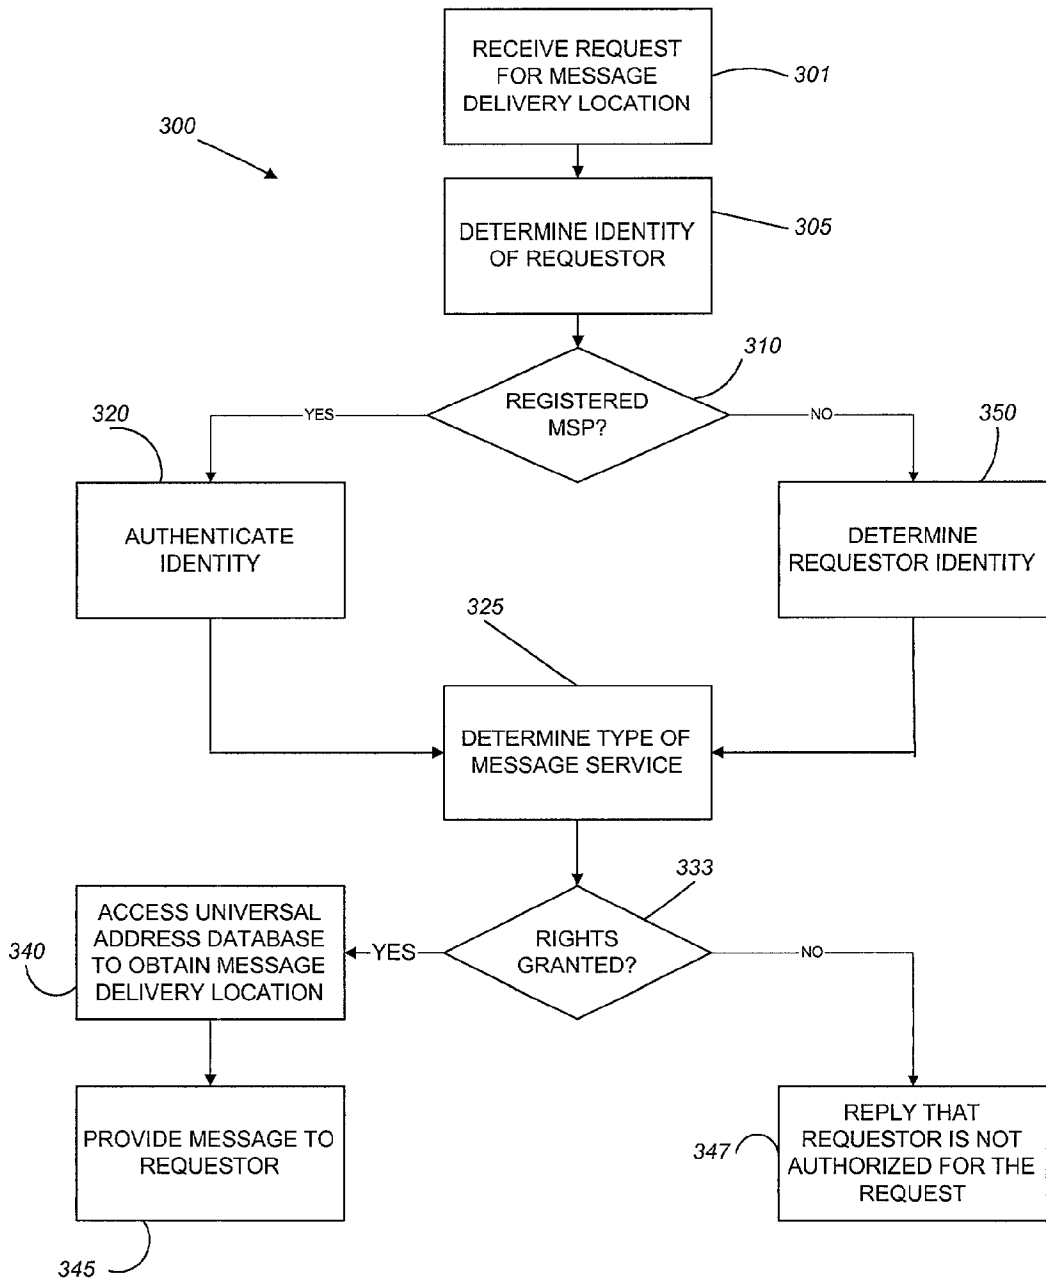 RECEIVE REQUEST
FOR MESSAGE
DELIVERY LOCATION
301
300
DETERMINE IDENTITY
OF REQUESTOR
305
310
REGISTERED
MSP?
YES
NO
320
350
AUTHENTICATE
IDENTITY
DETERMINE
REQUESTOR IDENTITY
325
DETERMINE TYPE OF
MESSAGE SERVICE
333
RIGHTS
GRANTED?
YES
NO
340
ACCESS UNIVERSAL
ADDRESS DATABASE
TO OBTAIN MESSAGE
DELIVERY LOCATION
PROVIDE MESSAGE TO
REQUESTOR
345
347
REPLY THAT
REQUESTOR IS NOT
AUTHORIZED FOR THE
REQUEST